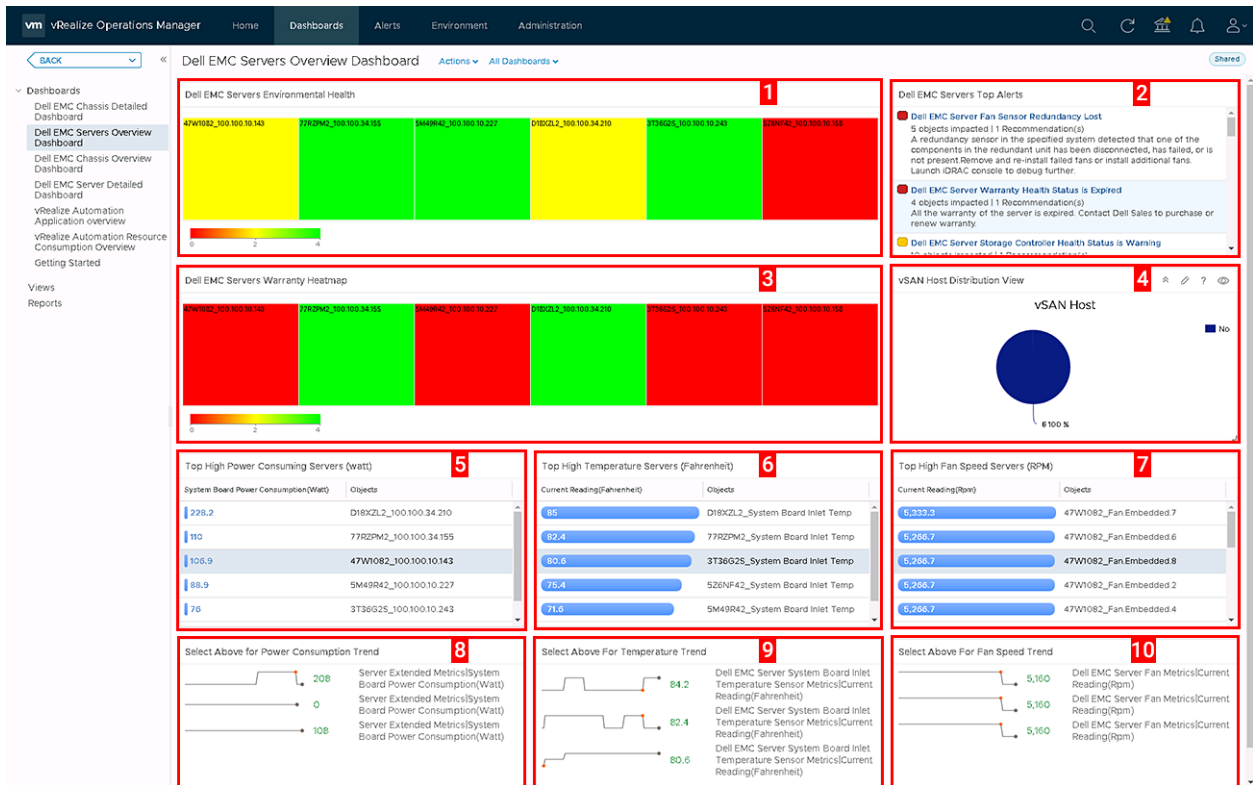 vm vRealize Operations Manager Home Dashboards Alerts Environment Administration
BACK
Dell EMC Servers Overview Dashboard Actions All Dashboards Shared
Dashboards
Dell EMC Chassis Detailed
Dashboard
Dell EMC Servers Overview
Dashboard
Dell EMC Chassis Overview
Dashboard
Dell EMC Server Detailed
Dashboard
vRealize Automation
Application overview
vRealize Automation Resource
Consumption Overview
Getting Started
Views
Reports
Dell EMC Servers Environmental Health 1
47W1082_100.100.10.143 77RZPM2_100.100.34.155 5M49R42_100.100.10.227 D18XZL2_100.100.34.210 3T36G2S_100.100.10.243 5Z6NF42_100.100.10.158
0 2 4
Dell EMC Servers Top Alerts 2
Dell EMC Server Fan Sensor Redundancy Lost
5 objects impacted | 1 Recommendation(s)
A redundancy sensor in the specified system detected that one of the
components in the redundant unit has been disconnected, has failed, or is
not present.Remove and re-install failed fans or install additional fans.
Launch iDRAC console to debug further.
Dell EMC Server Warranty Health Status is Expired
4 objects impacted | 1 Recommendation(s)
All the warranty of the server is expired. Contact Dell Sales to purchase or
renew warranty.
Dell EMC Server Storage Controller Health Status is Warning
10 objects impacted | 1 Recommendation(s)
Dell EMC Servers Warranty Heatmap 3
47W1082_100.100.10.143 77RZPM2_100.100.34.155 5M49R42_100.100.10.227 D18XZL2_100.100.34.210 3T36G2S_100.100.10.243 5Z6NF42_100.100.10.158
0 2 4
vSAN Host Distribution View 4 ?
vSAN Host
No
6 100 %
Top High Power Consuming Servers (watt) 5
System Board Power Consumption(Watt) Objects
228.2 D18XZL2_100.100.34.210
110 77RZPM2_100.100.34.155
106.9 47W1082_100.100.10.143
88.9 5M49R42_100.100.10.227
76 3T36G2S_100.100.10.243
Top High Temperature Servers (Fahrenheit) 6
Current Reading(Fahrenheit) Objects
85 D18XZL2_System Board Inlet Temp
82.4 77RZPM2_System Board Inlet Temp
80.6 3T36G2S_System Board Inlet Temp
75.4 5Z6NF42_System Board Inlet Temp
71.6 5M49R42_System Board Inlet Temp
Top High Fan Speed Servers (RPM) 7
Current Reading(Rpm) Objects
5,333.3 47W1082_Fan.Embedded.7
5,266.7 47W1082_Fan.Embedded.6
5,266.7 47W1082_Fan.Embedded.8
5,266.7 47W1082_Fan.Embedded.2
5,266.7 47W1082_Fan.Embedded.4
Select Above for Power Consumption Trend 8
208 Server Extended Metrics|System
Board Power Consumption(Watt)
0 Server Extended Metrics|System
Board Power Consumption(Watt)
108 Server Extended Metrics|System
Board Power Consumption(Watt)
Select Above For Temperature Trend 9
Dell EMC Server System Board Inlet
84.2 Temperature Sensor Metrics|Current
Reading(Fahrenheit)
Dell EMC Server System Board Inlet
82.4 Temperature Sensor Metrics|Current
Reading(Fahrenheit)
Dell EMC Server System Board Inlet
80.6 Temperature Sensor Metrics|Current
Reading(Fahrenheit)
Select Above For Fan Speed Trend 10
5,160 Dell EMC Server Fan Metrics|Current
Reading(Rpm)
5,160 Dell EMC Server Fan Metrics|Current
Reading(Rpm)
5,160 Dell EMC Server Fan Metrics|Current
Reading(Rpm)